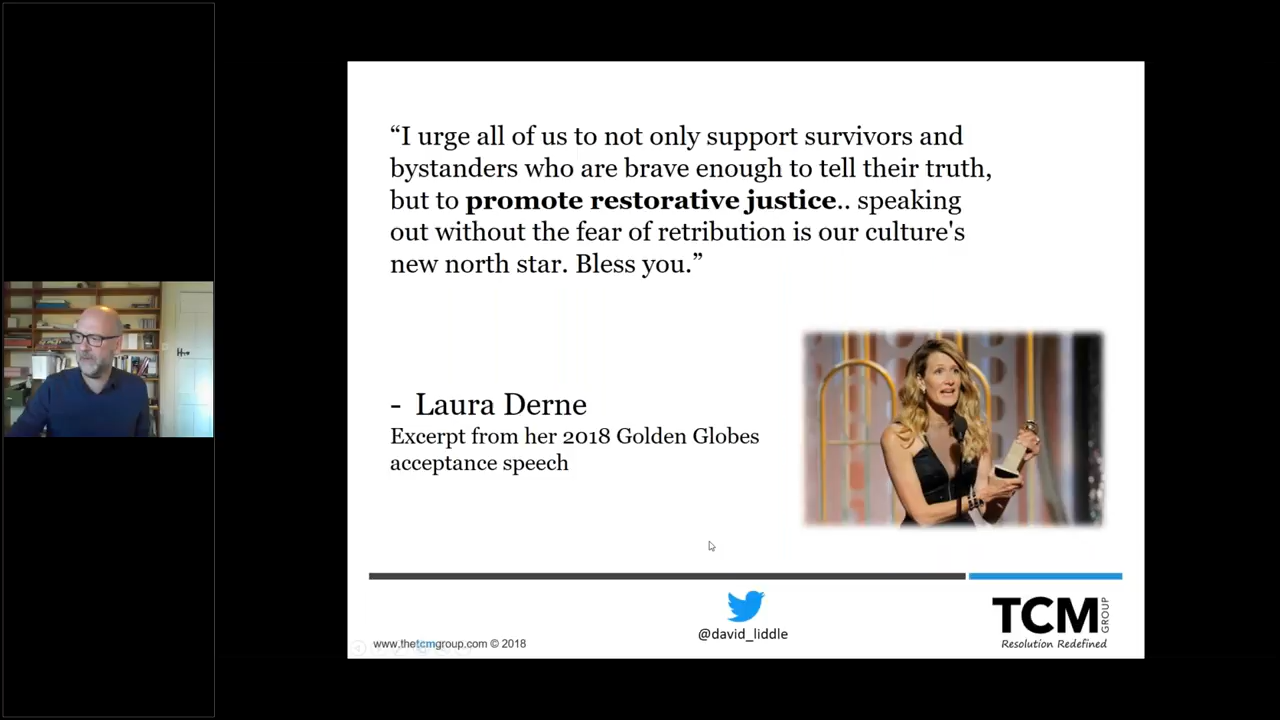 “I urge all of us to not only support survivors and
bystanders who are brave enough to tell their truth,
but to promote restorative justice.. speaking
out without the fear of retribution is our culture's
new north star. Bless you.”
- Laura Derne
Excerpt from her 2018 Golden Globes
acceptance speech
@david_liddle
www.thetcmgroup.com © 2018
TCM GROUP
Resolution Redefined